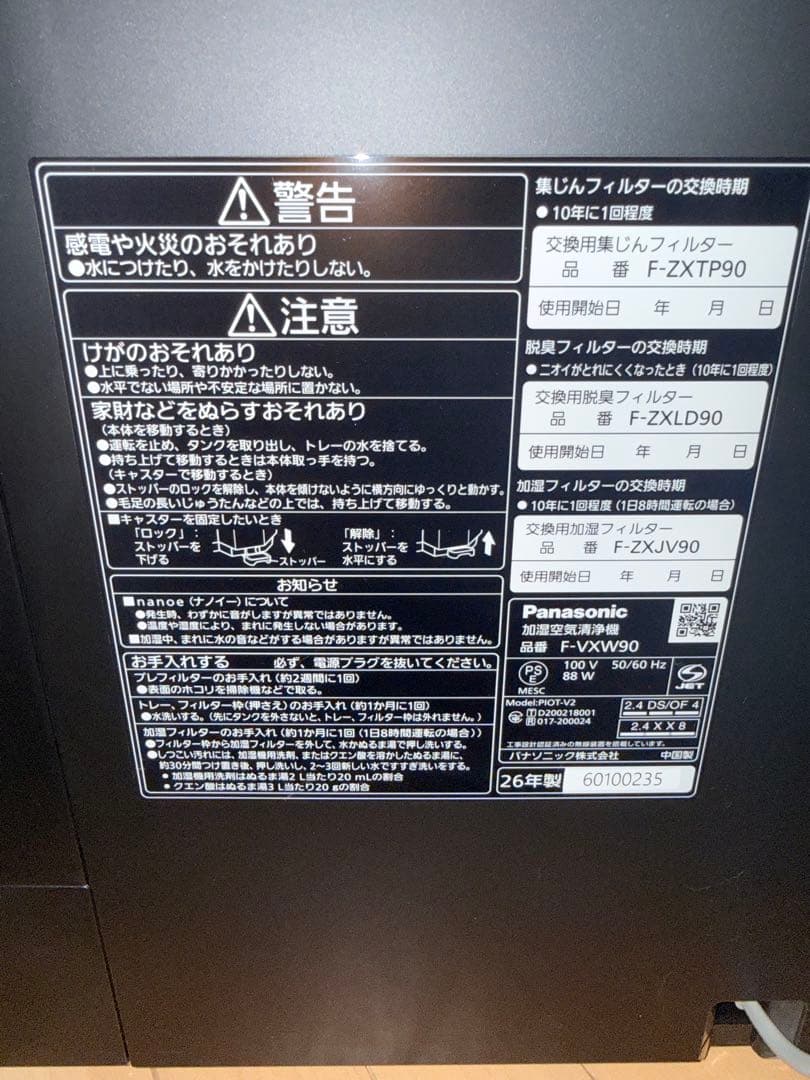 警告
感電や火災のおそれあり
●水につけたり、水をかけたりしない。
注意
けがのおそれあり
●上に乗ったり、寄りかかったりしない。
●水平でない場所や不安定な場所に置かない。
家財などをぬらすおそれあり
(本体を移動するとき)
●運転を止め、タンクを取り出し、トレーの水を捨てる。
●持ち上げて移動するときは本体取っ手を持つ。
(キャスターで移動するとき)
●ストッパーのロックを解除し、本体を傾けないように横方向にゆっくりと動かす。
●毛足の長いじゅうたんなどの上では、持ち上げて移動する。
■キャスターを固定したいとき
「ロック」:
ストッパーを
下げる
ストッパー
「解除」:
ストッパーを
水平にする
お知らせ
■nanoe(ナノイー)について
●発生時、わずかに音がしますが異常ではありません。
●温度や湿度により、まれに発生しない場合があります。
■加湿中、まれに水の音などがする場合がありますが異常ではありません。
お手入れする 必ず、電源プラグを抜いてください。
プレフィルターのお手入れ(約2週間に1回)
●表面のホコリを掃除機などで取る。
トレー、フィルター枠(押さえ)のお手入れ(約1か月に1回)
●水洗いする。(先にタンクを外さないと、トレー、フィルター枠は外れません。)
加湿フィルターのお手入れ(約1か月に1回(1日8時間運転の場合))
●フィルター枠から加湿フィルターを外して、水かぬるま湯で押し洗いする。
●しつこい汚れには、加湿機用洗剤、またはクエン酸を溶かしたぬるま湯に、
約30分間つけ置き後、押し洗いし、2~3回新しい水ですすぎ洗いをする。
・加湿機用洗剤はぬるま湯2 L当たり20 mLの割合
・クエン酸はぬるま湯3 L当たり20 gの割合
集じんフィルターの交換時期
●10年に1回程度
交換用集じんフィルター
品 番 F-ZXTP90
使用開始日 年 月 日
脱臭フィルターの交換時期
●ニオイがとれにくくなったとき(10年に1回程度)
交換用脱臭フィルター
品 番 F-ZXLD90
使用開始日 年 月 日
加湿フィルターの交換時期
●10年に1回程度(1日8時間運転の場合)
交換用加湿フィルター
品 番 F-ZXJV90
使用開始日 年 月 日
Panasonic
加湿空気清浄機
品番 F-VXW90
PS
E
MESC
100 V 50/60 Hz
88 W
JET
Model:PIOT-V2
T D200218001
R 017-200024
2.4 DS/OF 4
2.4 XX 8
工事設計認証済みの無線装置を搭載しています。
パナソニック株式会社 中国製
26年製 60100235